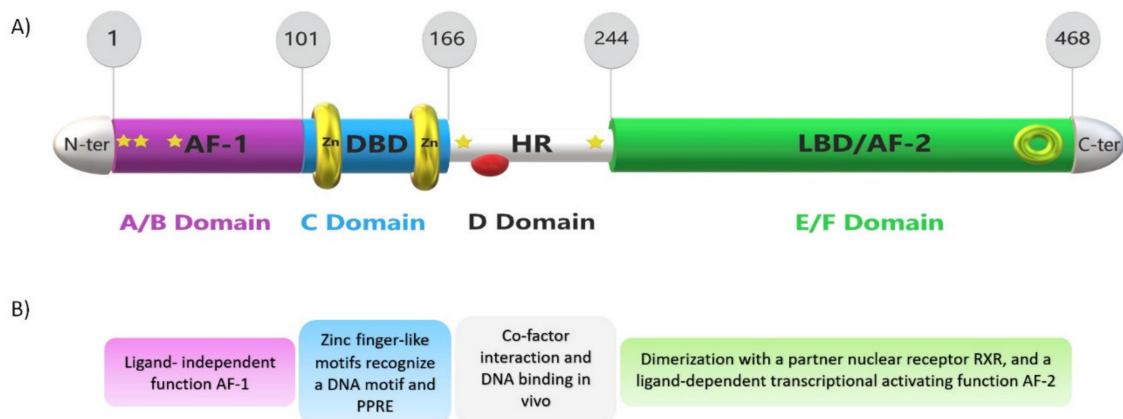 A)
1
101
166
244
468
N-ter
AF-1
Zn
DBD
Zn
HR
LBD/AF-2
C-ter
A/B Domain
C Domain
D Domain
E/F Domain
B)
Ligand- independent
function AF-1
Zinc finger-like
motifs recognize
a DNA motif and
PPRE
Co-factor
interaction and
DNA binding in
vivo
Dimerization with a partner nuclear receptor RXR, and a
ligand-dependent transcriptional activating function AF-2